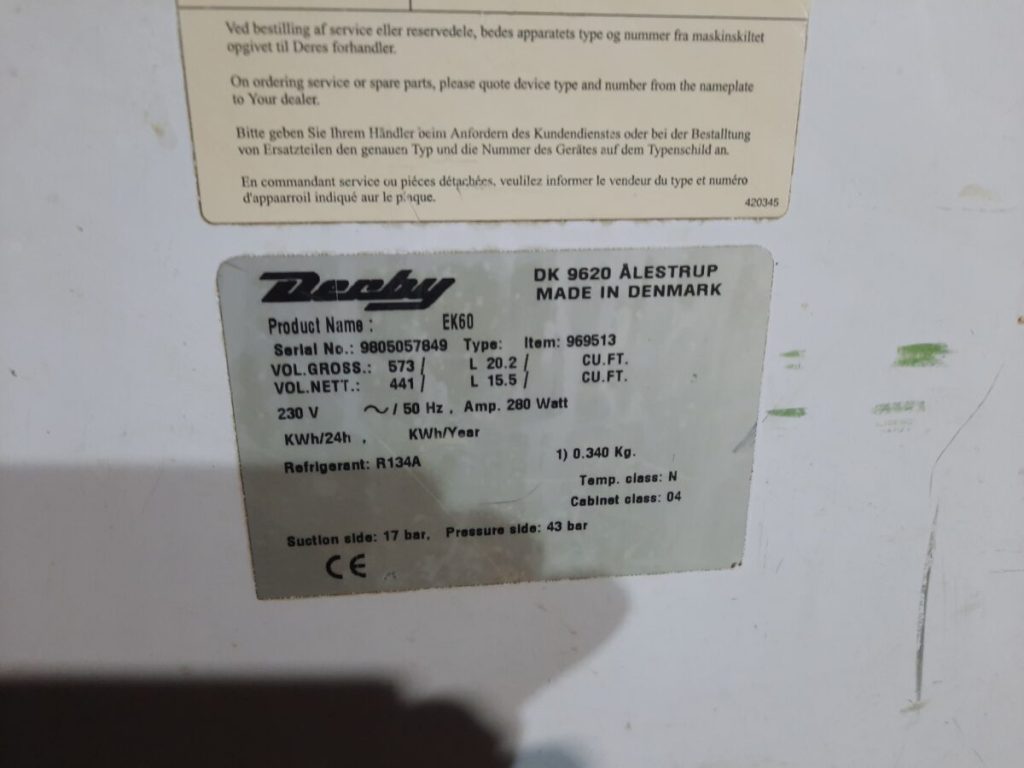 Ved bestilling af service eller reservedele, bedes apparatets type og nummer fra maskinskiltet
opgivet til Deres forhandler.
On ordering service or spare parts, please quote device type and number from the nameplate
to Your dealer.
Bitte geben Sie Ihrem Händler beim Anfordern des Kundendienstes oder bei der Bestalltung
von Ersatzteilen den genauen Typ und die Nummer des Gerätes auf dem Typenschild an.
En commandant service ou piéces détachées, veulilez informer le vendeur du type et numéro
d'appaarroil indiqué aur le plaque.
420345
Derby
DK 9620 ÅLESTRUP
MADE IN DENMARK
Product Name : EK60
Serial No.: 9805057849 Type: Item: 969513
VOL.GROSS.: 573 / L 20.2 / CU.FT.
VOL.NETT.: 441 / L 15.5 / CU.FT.
230 V ~ / 50 Hz , Amp. 280 Watt
KWh/24h , KWh/Year
Refrigerant: R134A 1) 0.340 Kg.
Temp. class: N
Cabinet class: 04
Suction side: 17 bar, Pressure side: 43 bar
CE